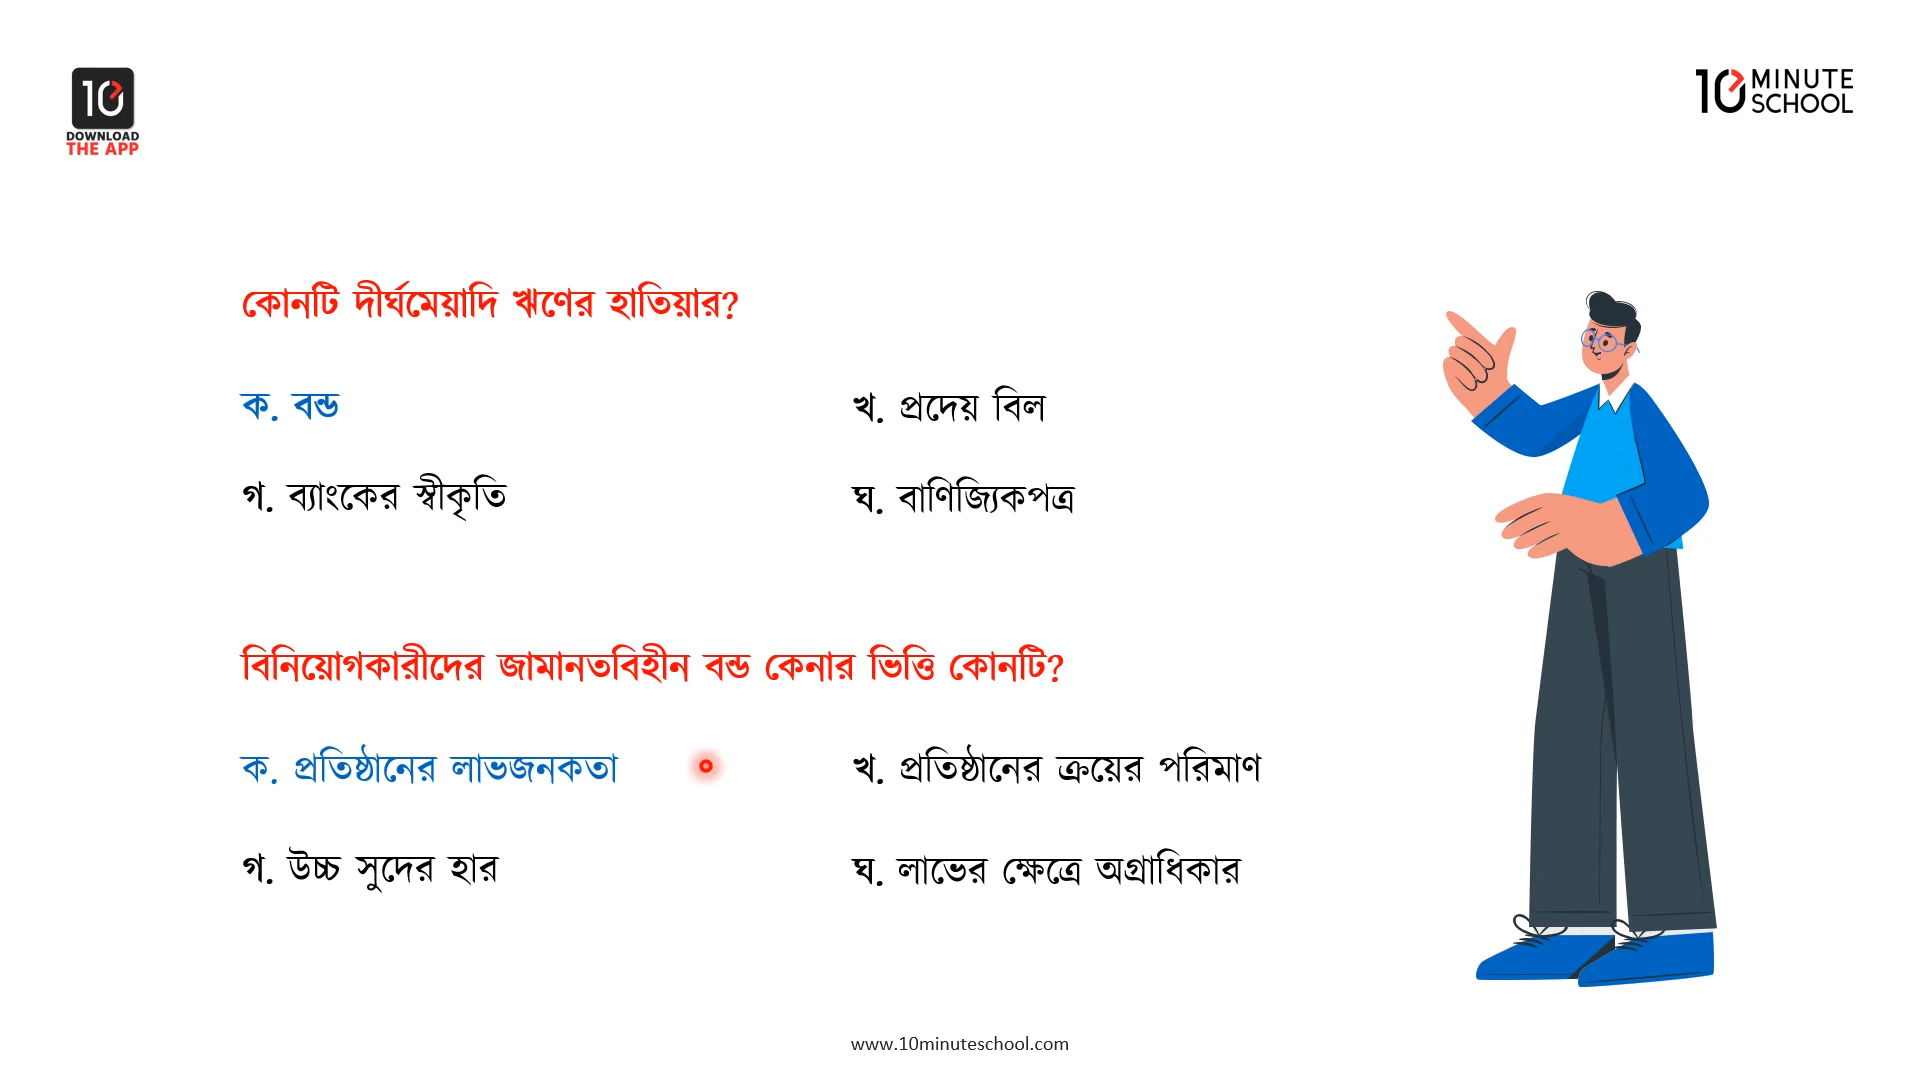 10
DOWNLOAD
THE APP
10 MINUTE
SCHOOL
কোনটি দীর্ঘমেয়াদি ঋণের হাতিয়ার?
ক. বন্ড
খ. প্রদেয় বিল
গ. ব্যাংকের স্বীকৃতি
ঘ. বাণিজ্যিকপত্র
বিনিয়োগকারীদের জামানতবিহীন বন্ড কেনার ভিত্তি কোনটি?
ক. প্রতিষ্ঠানের লাভজনকতা
খ. প্রতিষ্ঠানের ক্রয়ের পরিমাণ
গ. উচ্চ সুদের হার
ঘ. লাভের ক্ষেত্রে অগ্রাধিকার
www.10minuteschool.com